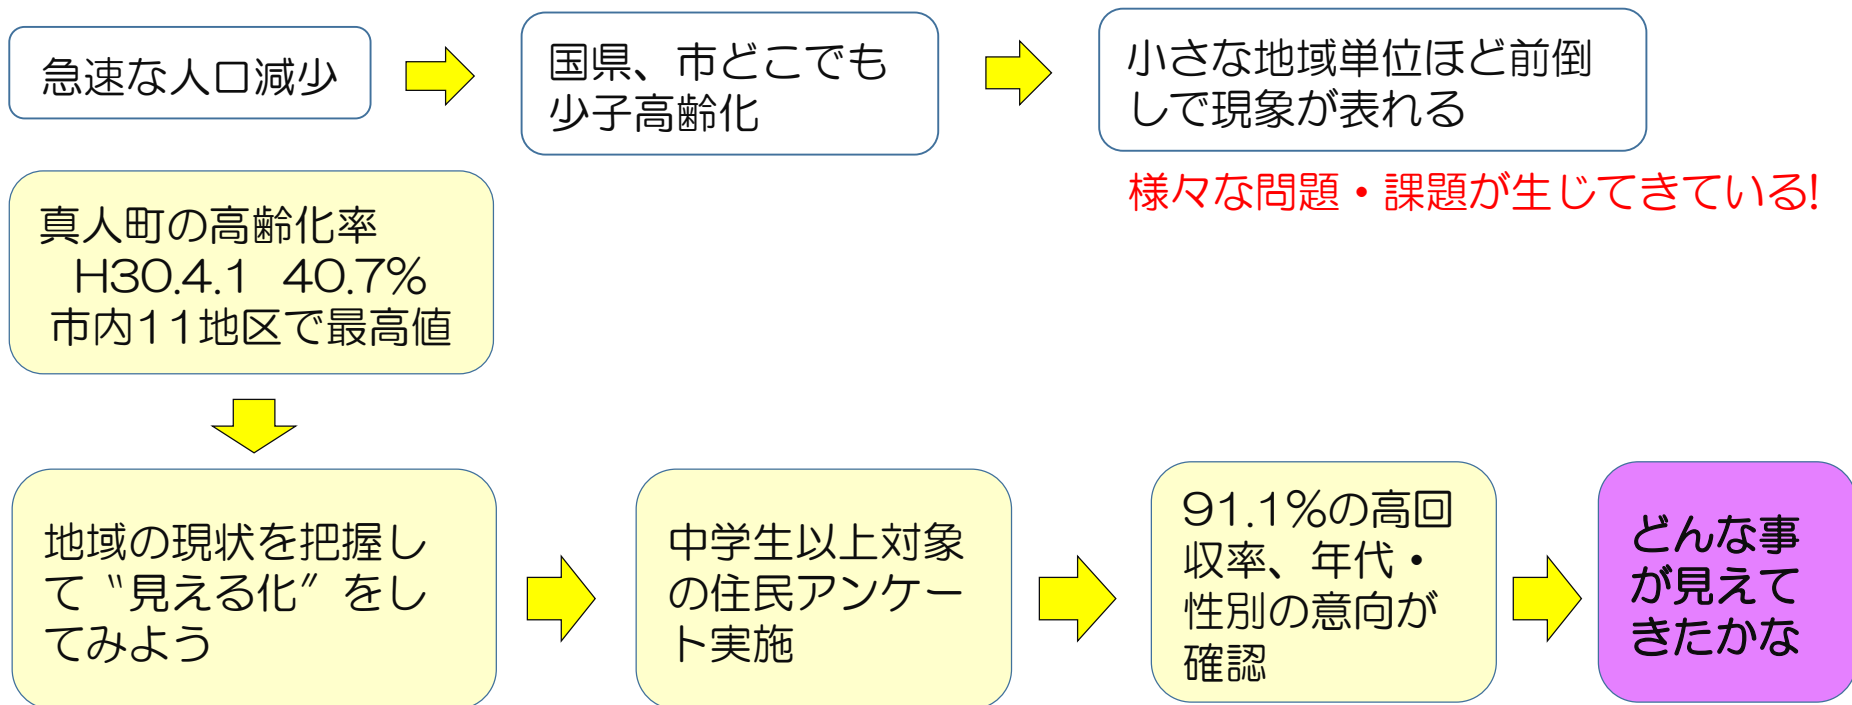 急速な人口減少
国県、市どこでも
少子高齢化
小さな地域単位ほど前倒
しで現象が表れる
様々な問題・課題が生じてきている!
真人町の高齢化率
H30.4.1 40.7%
市内11地区で最高値
地域の現状を把握し
て〝見える化〞をし
てみよう
中学生以上対象
の住民アンケー
ト実施
91.1%の高回
収率、年代・
性別の意向が
確認
どんな事
が見えて
きたかな